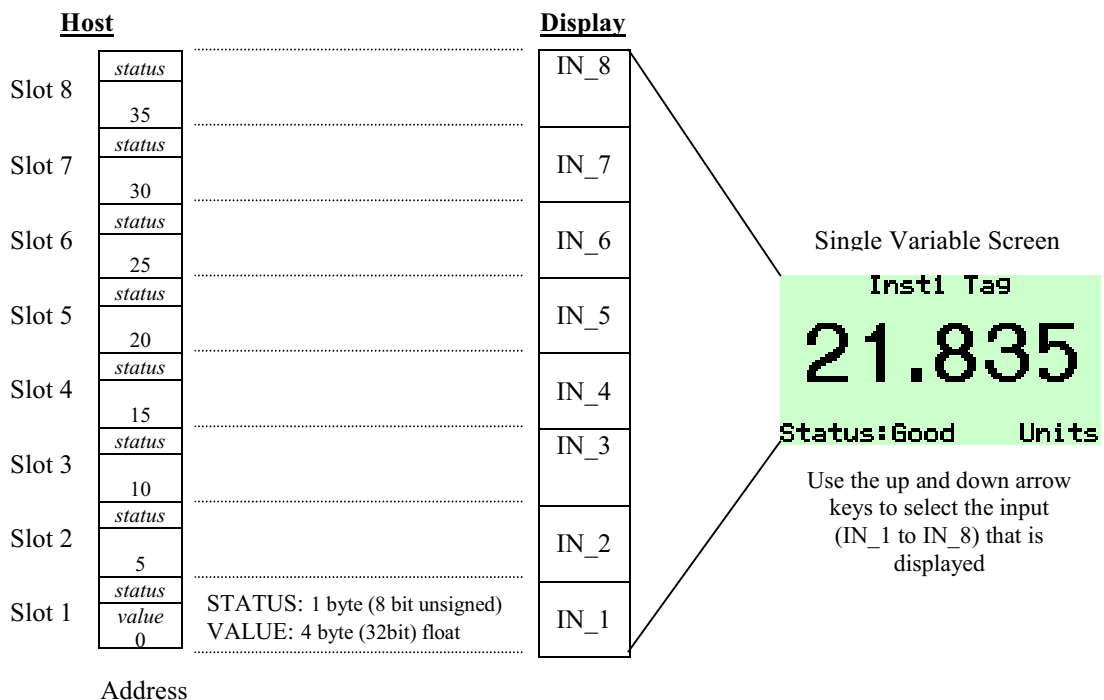 Host
Display
Slot 8
status
35
IN_8
Slot 7
status
30
IN_7
Slot 6
status
25
IN_6
Slot 5
status
20
IN_5
Slot 4
status
15
IN_4
Slot 3
status
10
IN_3
Slot 2
status
5
IN_2
Slot 1
status
value
0
STATUS: 1 byte (8 bit unsigned)
VALUE: 4 byte (32bit) float
IN_1
Address
Single Variable Screen
Inst1 Tag
21.835
Status:Good Units
Use the up and down arrow
keys to select the input
(IN_1 to IN_8) that is
displayed